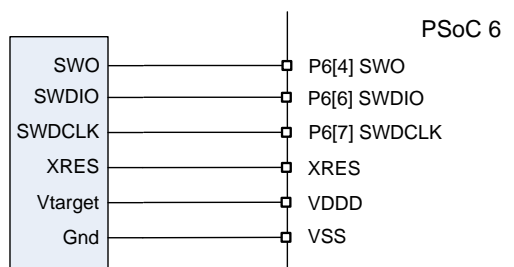 PSoC 6
SWO P6[4] SWO
SWDIO P6[6] SWDIO
SWDCLK P6[7] SWDCLK
XRES XRES
Vtarget VDDD
Gnd VSS